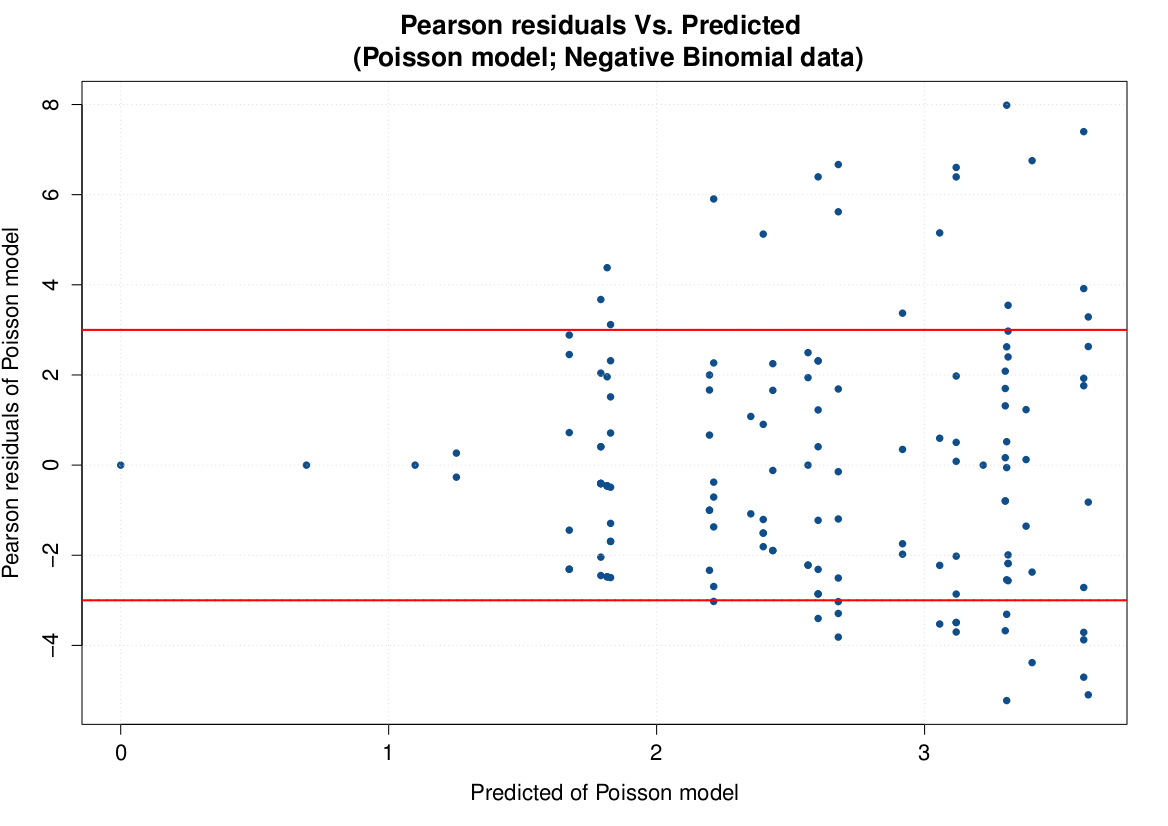 Pearson residuals Vs. Predicted
(Poisson model; Negative Binomial data)
Pearson residuals of Poisson model
8
6
4
2
0
−2
−4
0 1 2 3
Predicted of Poisson model